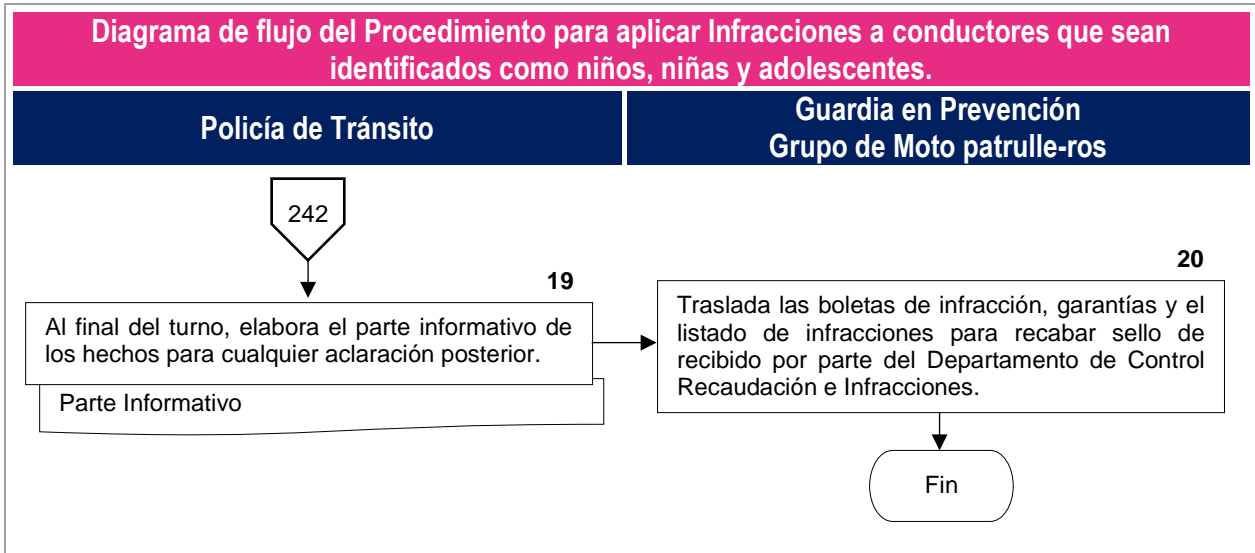 Diagrama de flujo del Procedimiento para aplicar Infracciones a conductores que sean
identificados como niños, niñas y adolescentes.
Policía de Tránsito
Guardia en Prevención
Grupo de Moto patrulle-ros
242
19
Al final del turno, elabora el parte informativo de
los hechos para cualquier aclaración posterior.
Parte Informativo
20
Traslada las boletas de infracción, garantías y el
listado de infracciones para recabar sello de
recibido por parte del Departamento de Control
Recaudación e Infracciones.
Fin